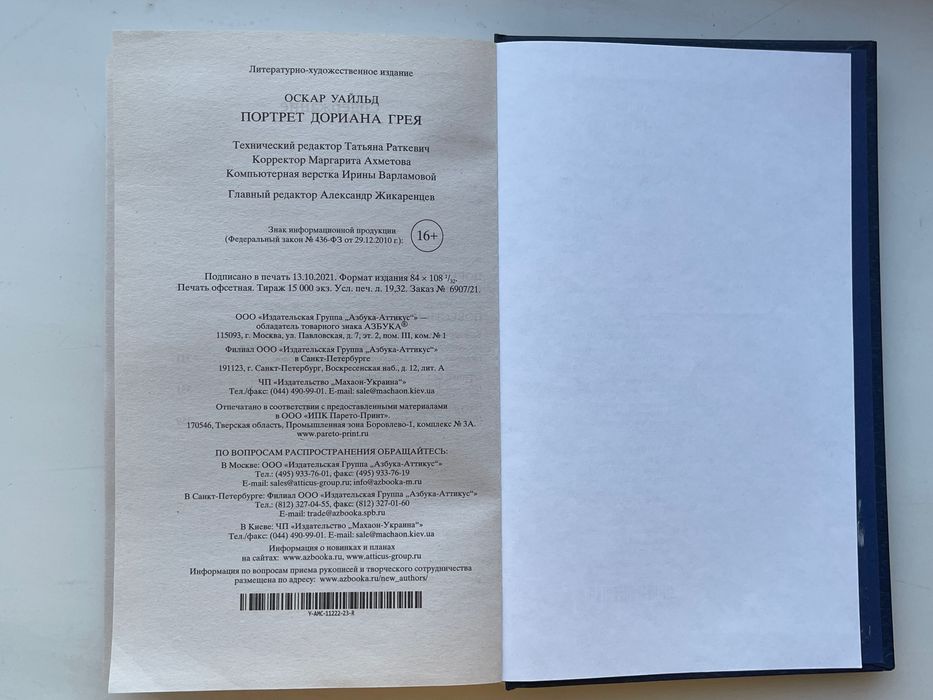 Литературно-художественное издание
ОСКАР УАЙЛЬД
ПОРТРЕТ ДОРИАНА ГРЕЯ
Технический редактор Татьяна Раткевич
Корректор Маргарита Ахметова
Компьютерная верстка Ирины Варламовой
Главный редактор Александр Жикаренцев
Знак информационной продукции
(Федеральный закон № 436-ФЗ от 29.12.2010 г.): 16+
Подписано в печать 13.10.2021. Формат издания 84 × 108 1/32.
Печать офсетная. Тираж 15 000 экз. Усл. печ. л. 19,32. Заказ № 6907/21.
ООО «Издательская Группа „Азбука-Аттикус“» —
обладатель товарного знака АЗБУКА®
115093, г. Москва, ул. Павловская, д. 7, эт. 2, пом. III, ком. № 1
Филиал ООО «Издательская Группа „Азбука-Аттикус“»
в Санкт-Петербурге
191123, г. Санкт-Петербург, Воскресенская наб., д. 12, лит. А
ЧП «Издательство „Махаон-Украина“»
Тел./факс: (044) 490-99-01. E-mail: sale@machaon.kiev.ua
Отпечатано в соответствии с предоставленными материалами
в ООО «ИПК Парето-Принт».
170546, Тверская область, Промышленная зона Боровлево-1, комплекс № 3А.
www.pareto-print.ru
ПО ВОПРОСАМ РАСПРОСТРАНЕНИЯ ОБРАЩАЙТЕСЬ:
В Москве: ООО «Издательская Группа „Азбука-Аттикус“»
Тел.: (495) 933-76-01, факс: (495) 933-76-19
E-mail: sales@atticus-group.ru; info@azbooka-m.ru
В Санкт-Петербурге: Филиал ООО «Издательская Группа „Азбука-Аттикус“»
Тел.: (812) 327-04-55, факс: (812) 327-01-60
E-mail: trade@azbooka.spb.ru
В Киеве: ЧП «Издательство „Махаон-Украина“»
Тел./факс: (044) 490-99-01. E-mail: sale@machaon.kiev.ua
Информация о новинках и планах
на сайтах: www.azbooka.ru, www.atticus-group.ru
Информация по вопросам приема рукописей и творческого сотрудничества
размещена по адресу: www.azbooka.ru/new_authors/
Y-AMC-11222-23-R